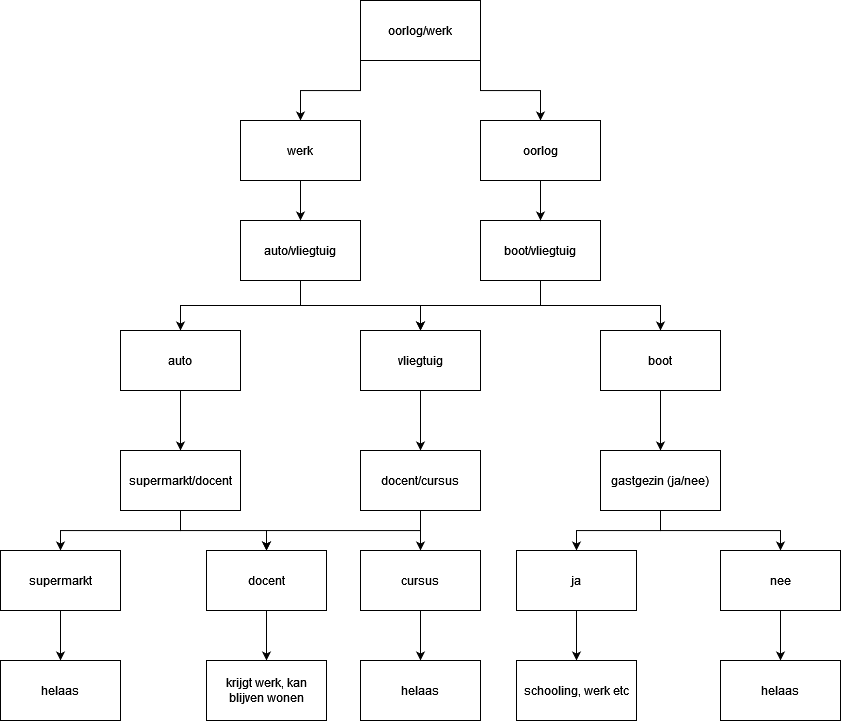 oorlog/werk
werk
oorlog
auto/vliegtuig
boot/vliegtuig
auto
vliegtuig
boot
supermarkt/docent
docent/cursus
gastgezin (ja/nee)
supermarkt
docent
cursus
ja
nee
helaas
krijgt werk, kan
blijven wonen
helaas
schooling, werk etc
helaas